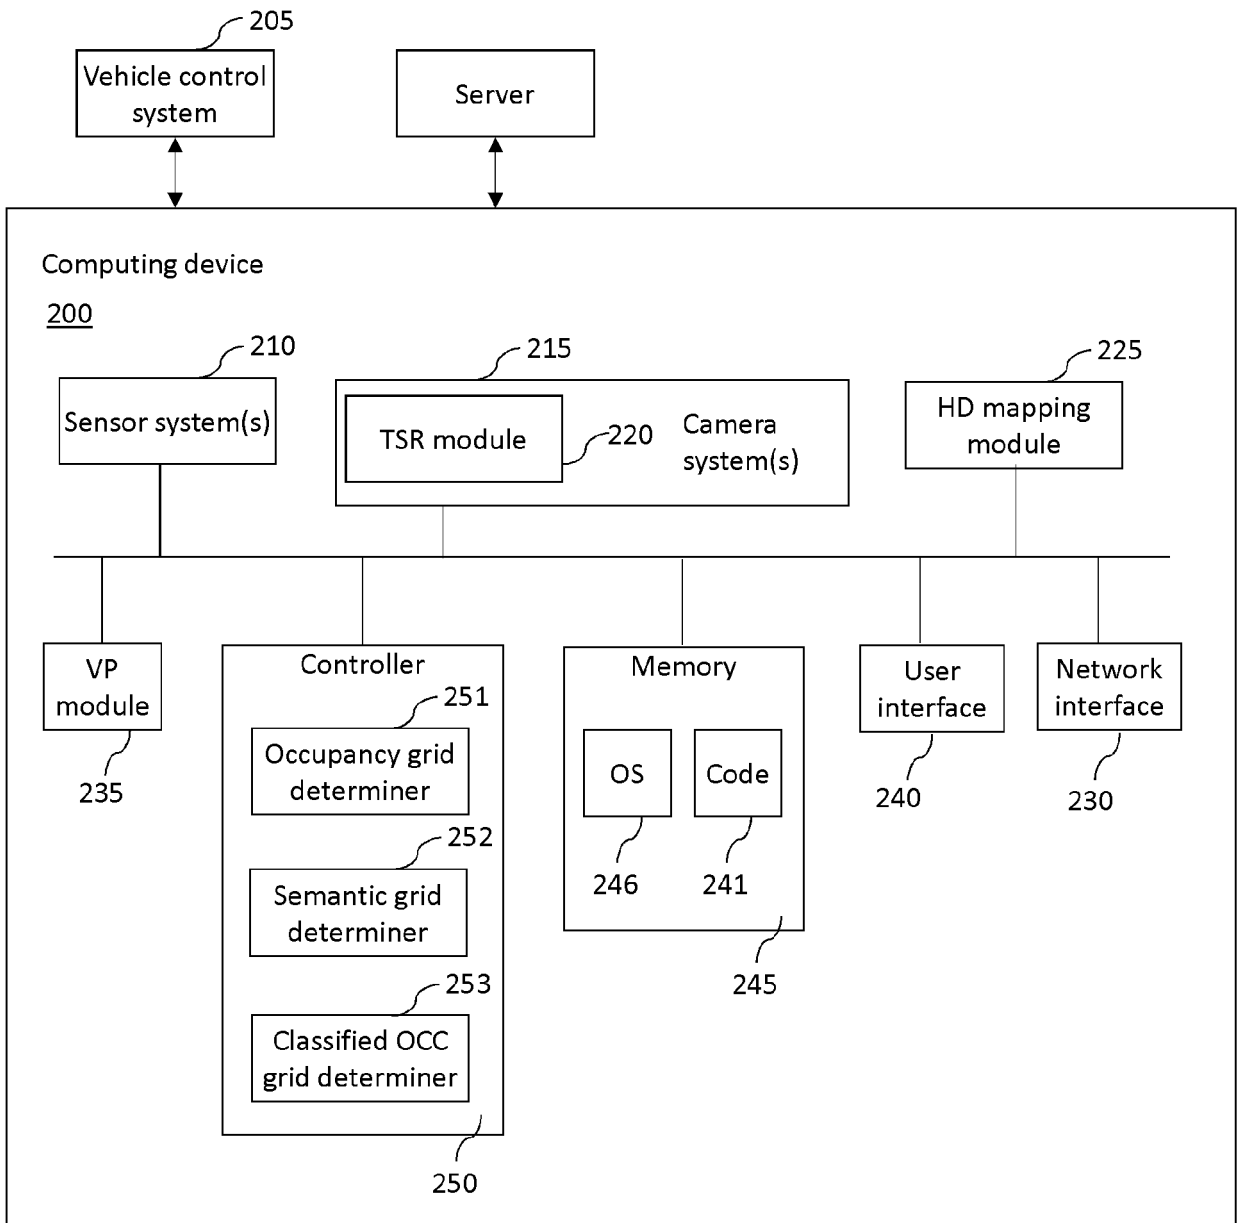 205
Vehicle control
system
Server
Computing device
200
210
215
225
Sensor system(s)
TSR module
220
Camera
system(s)
HD mapping
module
VP
module
235
Controller
251
Occupancy grid
determiner
252
Semantic grid
determiner
253
Classified OCC
grid determiner
250
Memory
OS
Code
246
241
245
User
interface
240
Network
interface
230